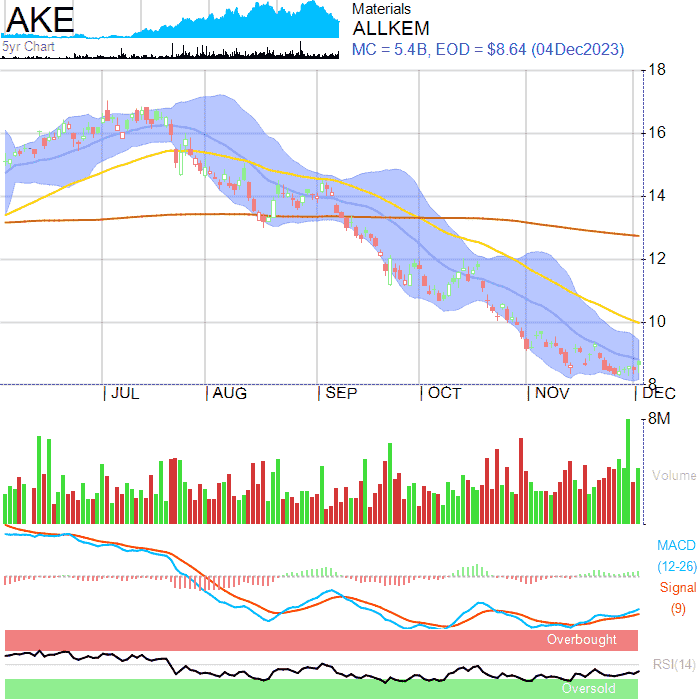 AKE
5yr Chart
Materials
ALLKEM
MC = 5.4B, EOD = $8.64 (04Dec2023)
18
16
14
12
10
8
JUL AUG SEP OCT NOV DEC
8M
Volume
MACD
(12-26)
Signal
(9)
Overbought
RSI(14)
Oversold